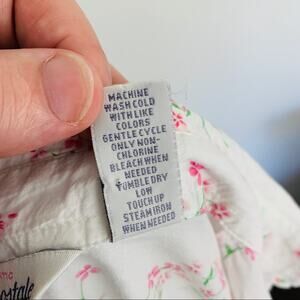 MACHINE
WASH COLD
WITH LIKE
COLORS
GENTLE CYCLE
ONLY NON-
CHLORINE
BLEACH WHEN
NEEDED
TUMBLE DRY
LOW
TOUCH UP
STEAM IRON
WHEN NEEDED